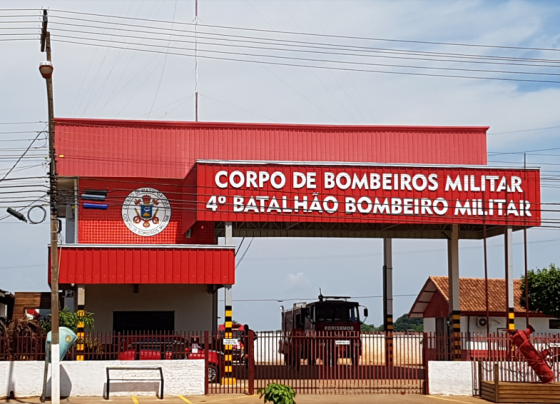 CORPO DE BOMBEIROS MILITAR
4º BATALHÃO BOMBEIRO MILITAR